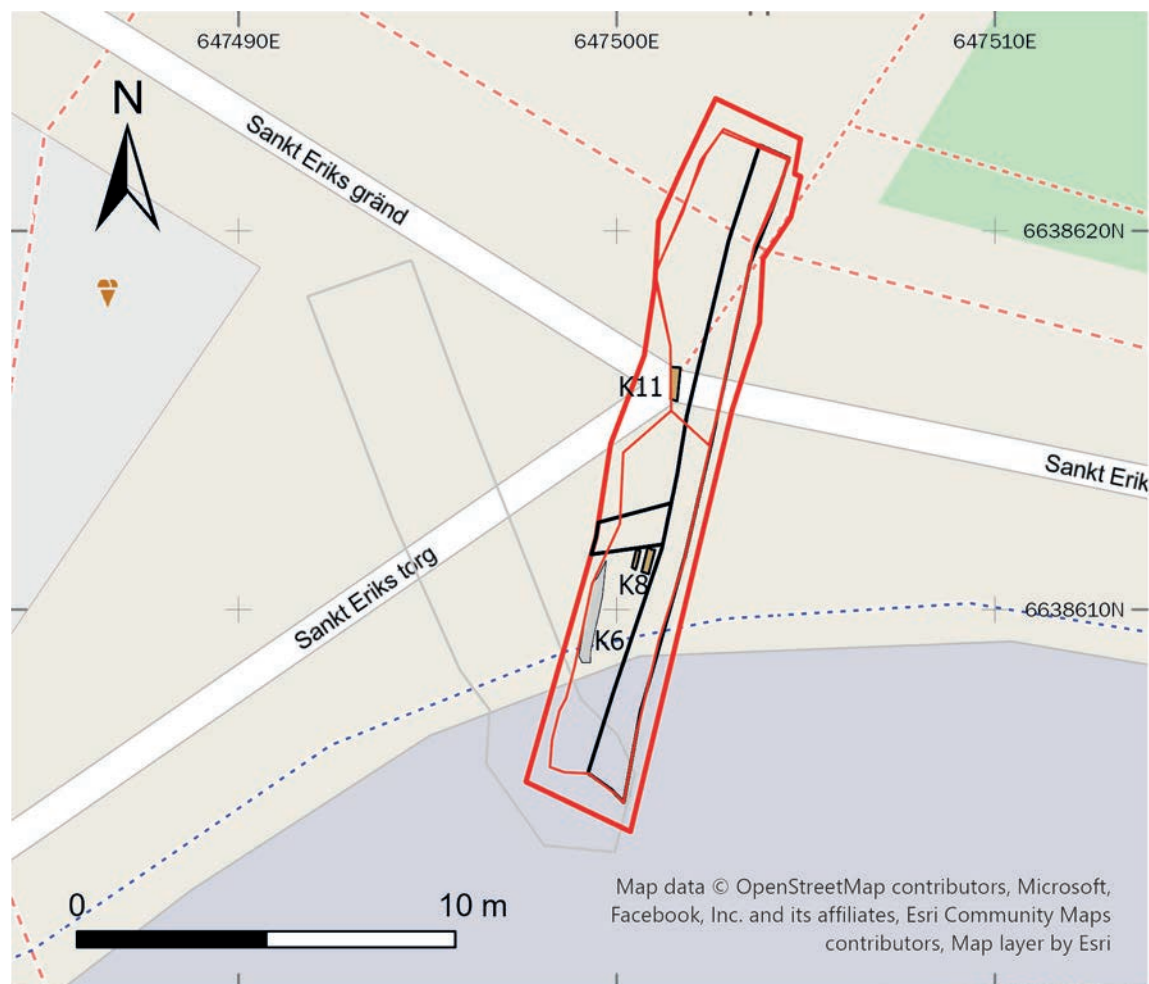 647490E
647500E
647510E
N
Sankt Eriks gränd
6638620N
K11
Sankt Erik
Sankt Eriks torg
K8
6638610N
K6
0
10 m
Map data © OpenStreetMap contributors, Microsoft,
Facebook, Inc. and its affiliates, Esri Community Maps
contributors, Map layer by Esri